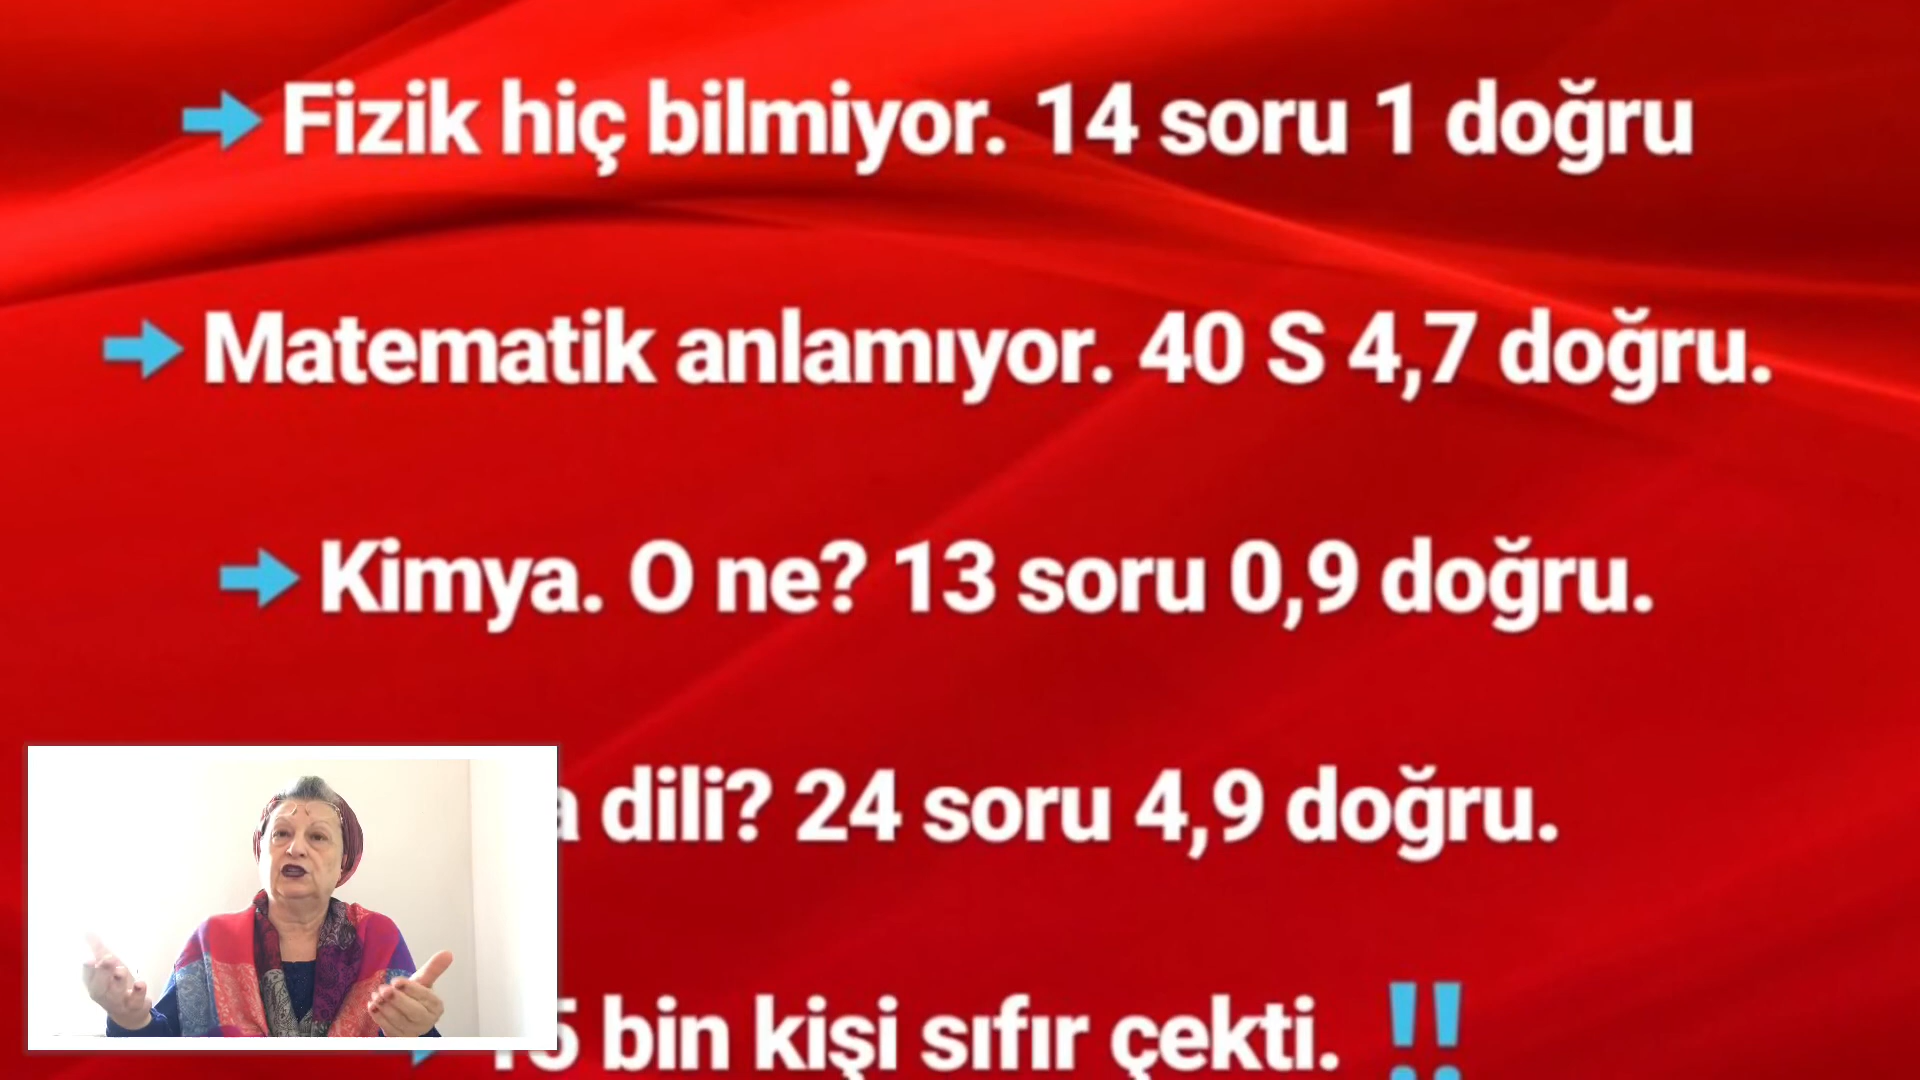 Fizik hiç bilmiyor. 14 soru 1 doğru
Matematik anlamıyor. 40 S 4,7 doğru.
Kimya. O ne? 13 soru 0,9 doğru.
dili? 24 soru 4,9 doğru.
bin kişi sıfır çekti. ‼